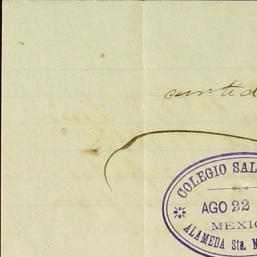 cantid
COLEGIO SAL
AGO 22
MEXIC
ALAMEDA Sta. M